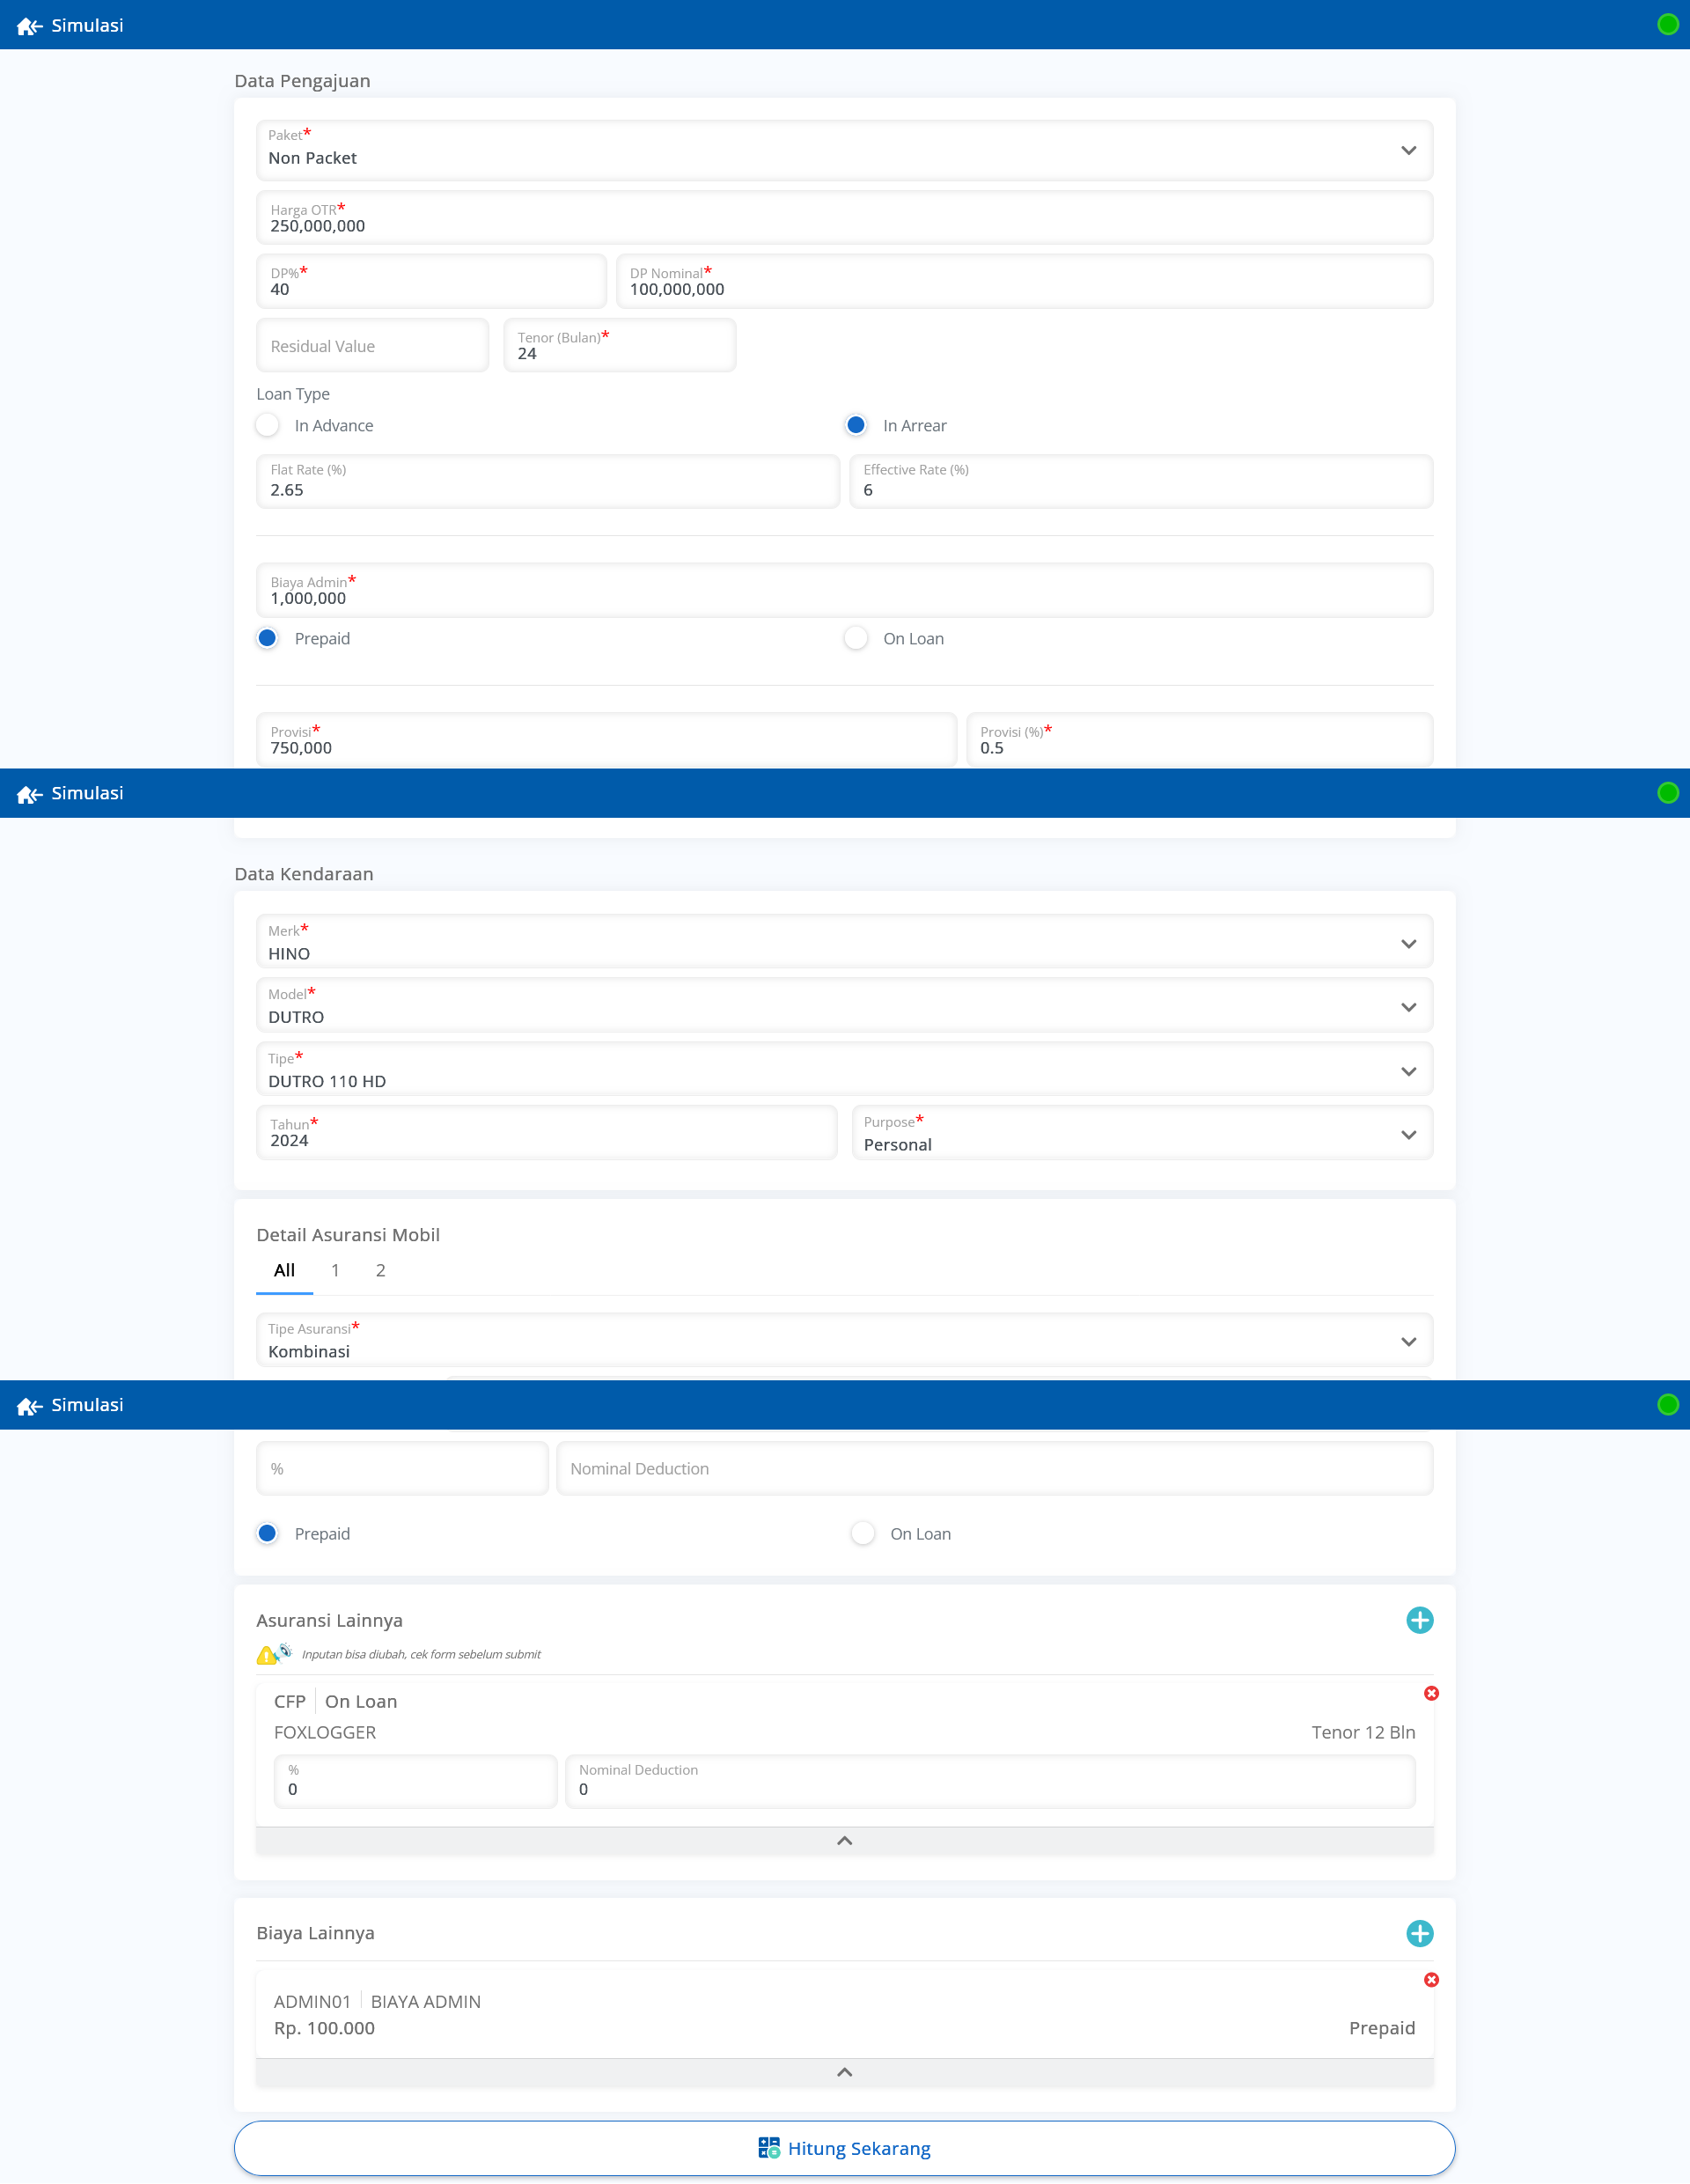 Simulasi
Data Pengajuan
Paket*
Non Packet
Harga OTR*
250,000,000
DP%* DP Nominal*
40 100,000,000
Residual Value Tenor (Bulan)*
24
Loan Type
In Advance In Arrear
Flat Rate (%) Effective Rate (%)
2.65 6
Biaya Admin*
1,000,000
Prepaid On Loan
Provisi* Provisi (%)*
750,000 0.5
Simulasi
Data Kendaraan
Merk*
HINO
Model*
DUTRO
Tipe*
DUTRO 110 HD
Tahun* Purpose*
2024 Personal
Detail Asuransi Mobil
All 1 2
Tipe Asuransi*
Kombinasi
Simulasi
% Nominal Deduction
Prepaid On Loan
Asuransi Lainnya
Inputan bisa diubah, cek form sebelum submit
CFP On Loan
FOXLOGGER Tenor 12 Bln
% Nominal Deduction
0 0
Biaya Lainnya
ADMIN01 BIAYA ADMIN
Rp. 100.000 Prepaid
Hitung Sekarang